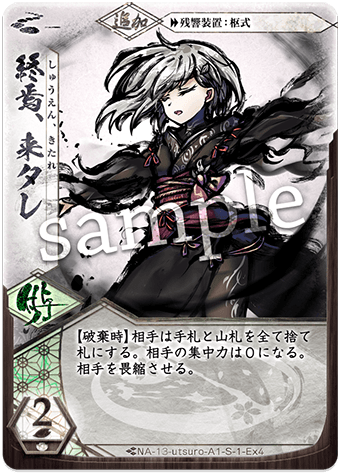 追加
▶▶残響装置:枢式
終焉、来タレ
しゅうえん、きたれ
sample
付与
【破棄時】相手は手札と山札を全て捨て
札にする。相手の集中力は0になる。
相手を畏縮させる。
2
NA-13-utsuro-A1-S-1-Ex4